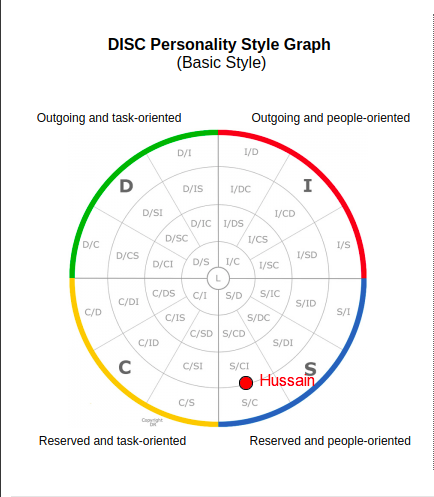 DISC Personality Style Graph
(Basic Style)
Outgoing and task-oriented
Outgoing and people-oriented
D/I
I/D
D
I
D/IS
I/DC
D/SI
I/CD
D/IC
I/DS
D/SC
I/CS
D/C
I/S
D/CS
I/SD
D/CI
I/SC
D/S
I/C
L
C/I
S/D
C/DS
S/IC
C/DI
S/ID
C/D
S/I
C/IS
S/DC
C/SD
S/CD
C/ID
S/DI
C
S
C/SI
S/CI
Hussain
C/S
S/C
Copyright
Reserved and task-oriented
Reserved and people-oriented